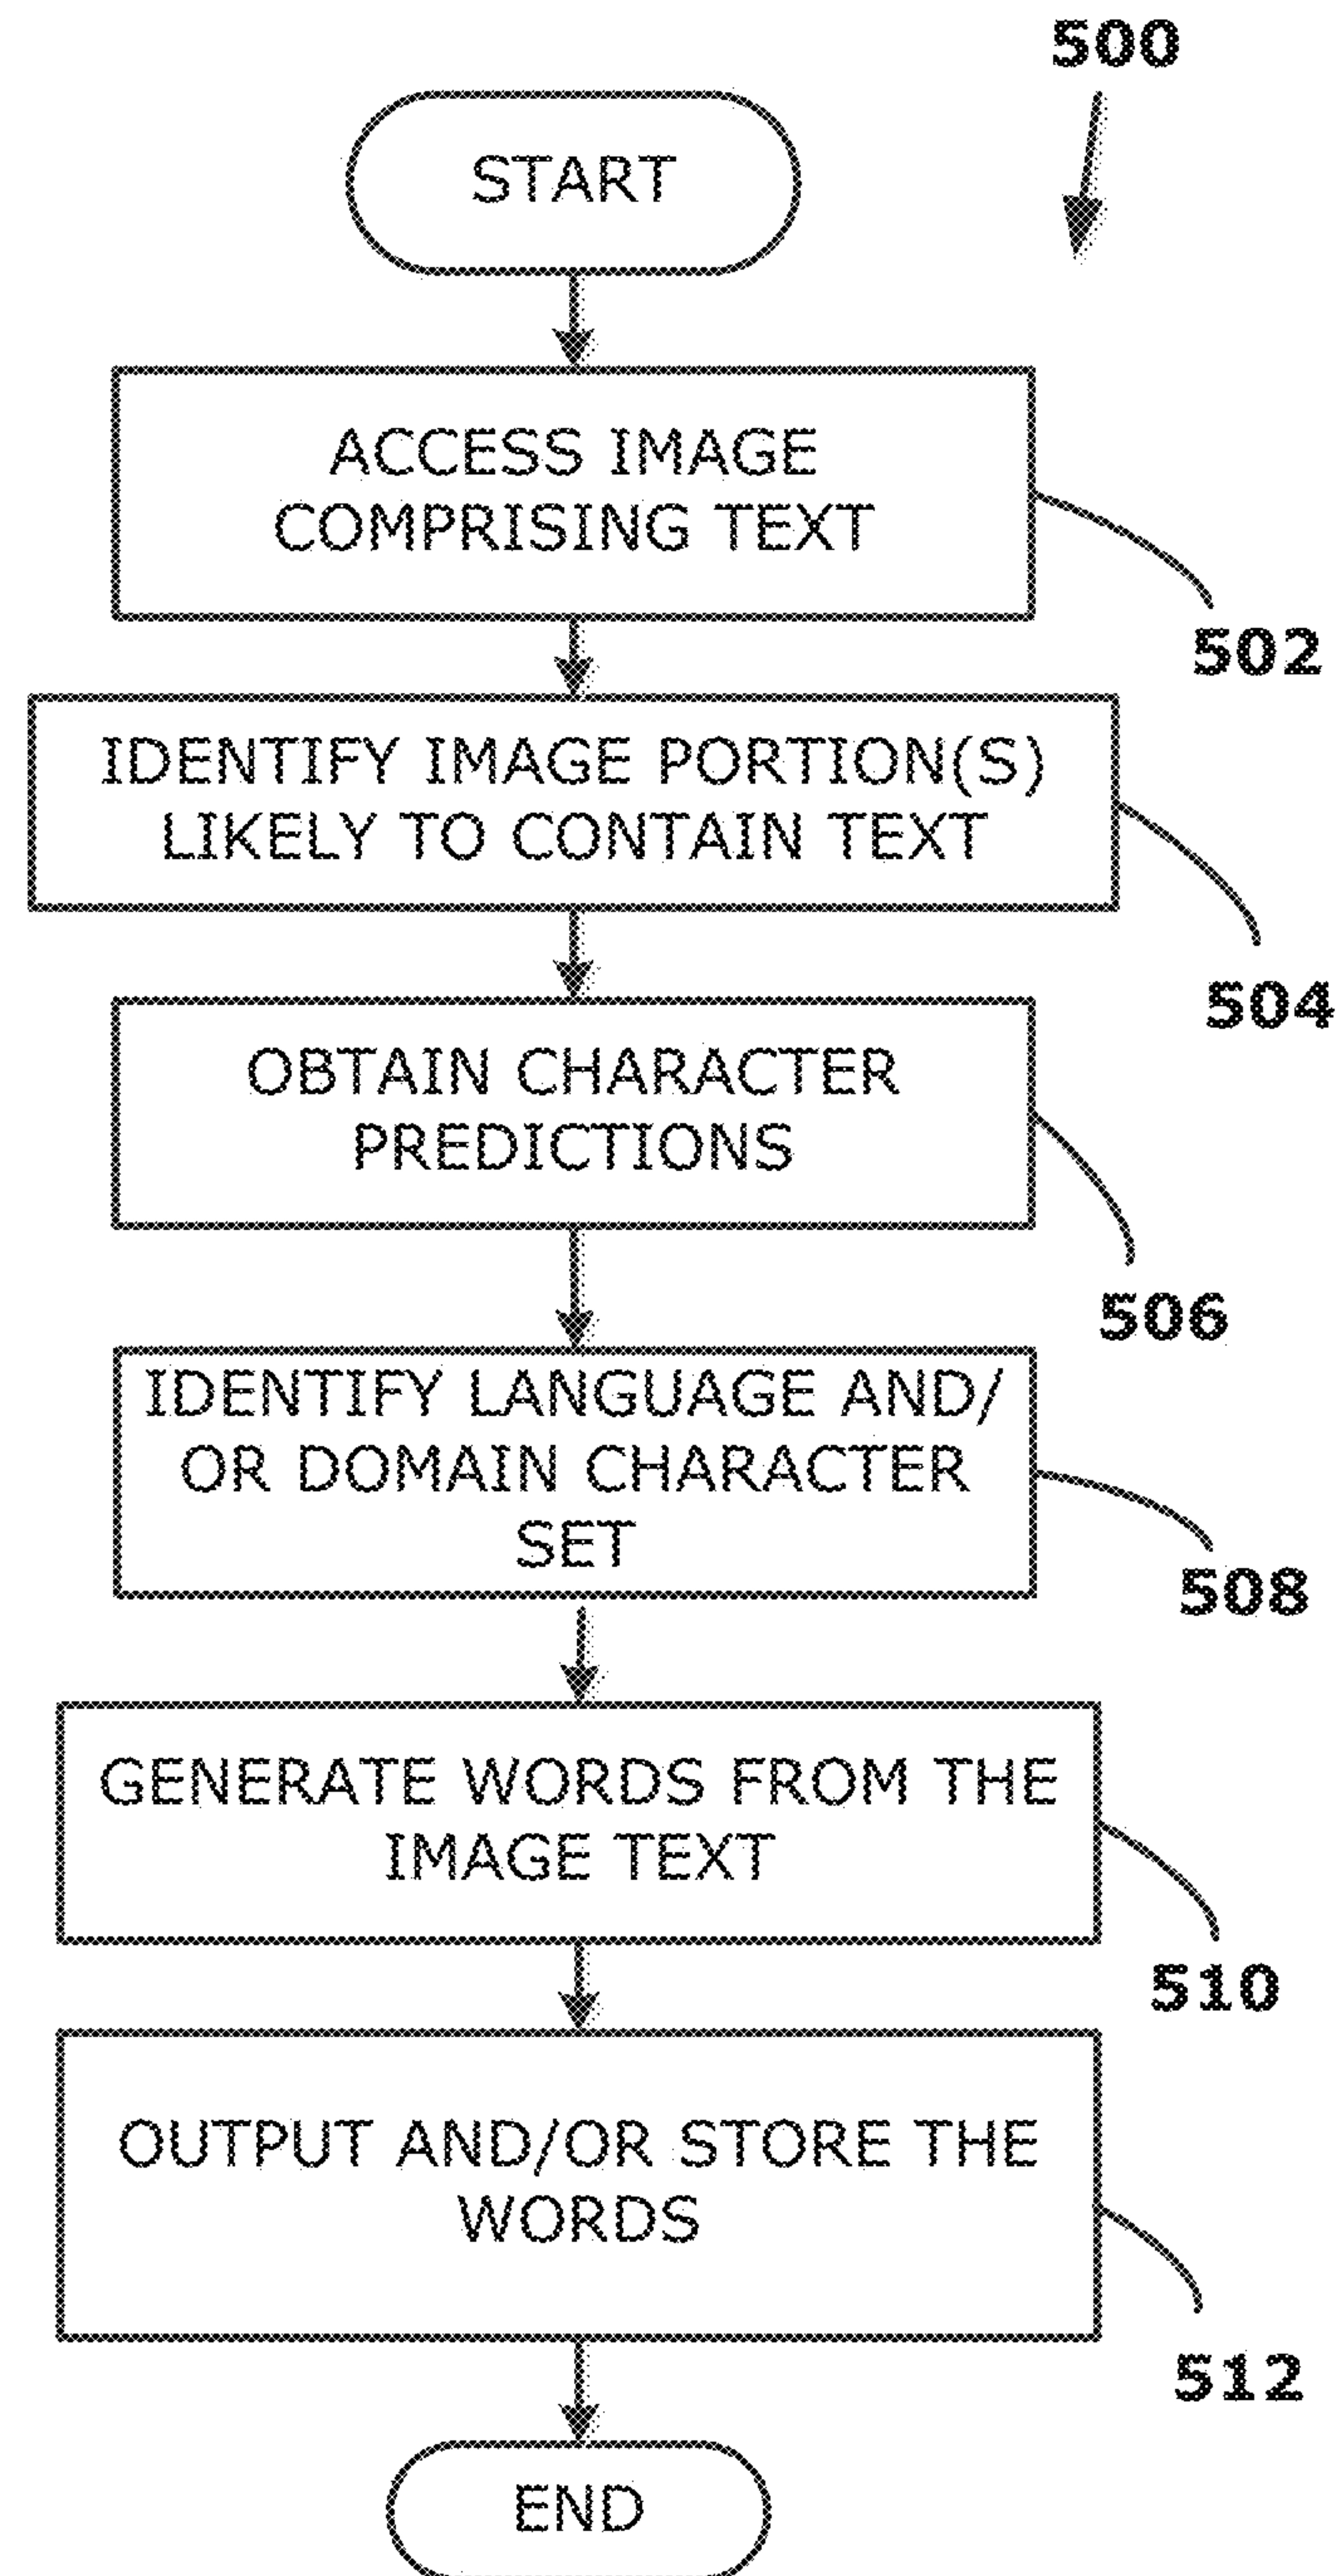 500
START
ACCESS IMAGE
COMPRISING TEXT
502
IDENTIFY IMAGE PORTION(S)
LIKELY TO CONTAIN TEXT
504
OBTAIN CHARACTER
PREDICTIONS
506
IDENTIFY LANGUAGE AND/
OR DOMAIN CHARACTER
SET
508
GENERATE WORDS FROM THE
IMAGE TEXT
510
OUTPUT AND/OR STORE THE
WORDS
512
END